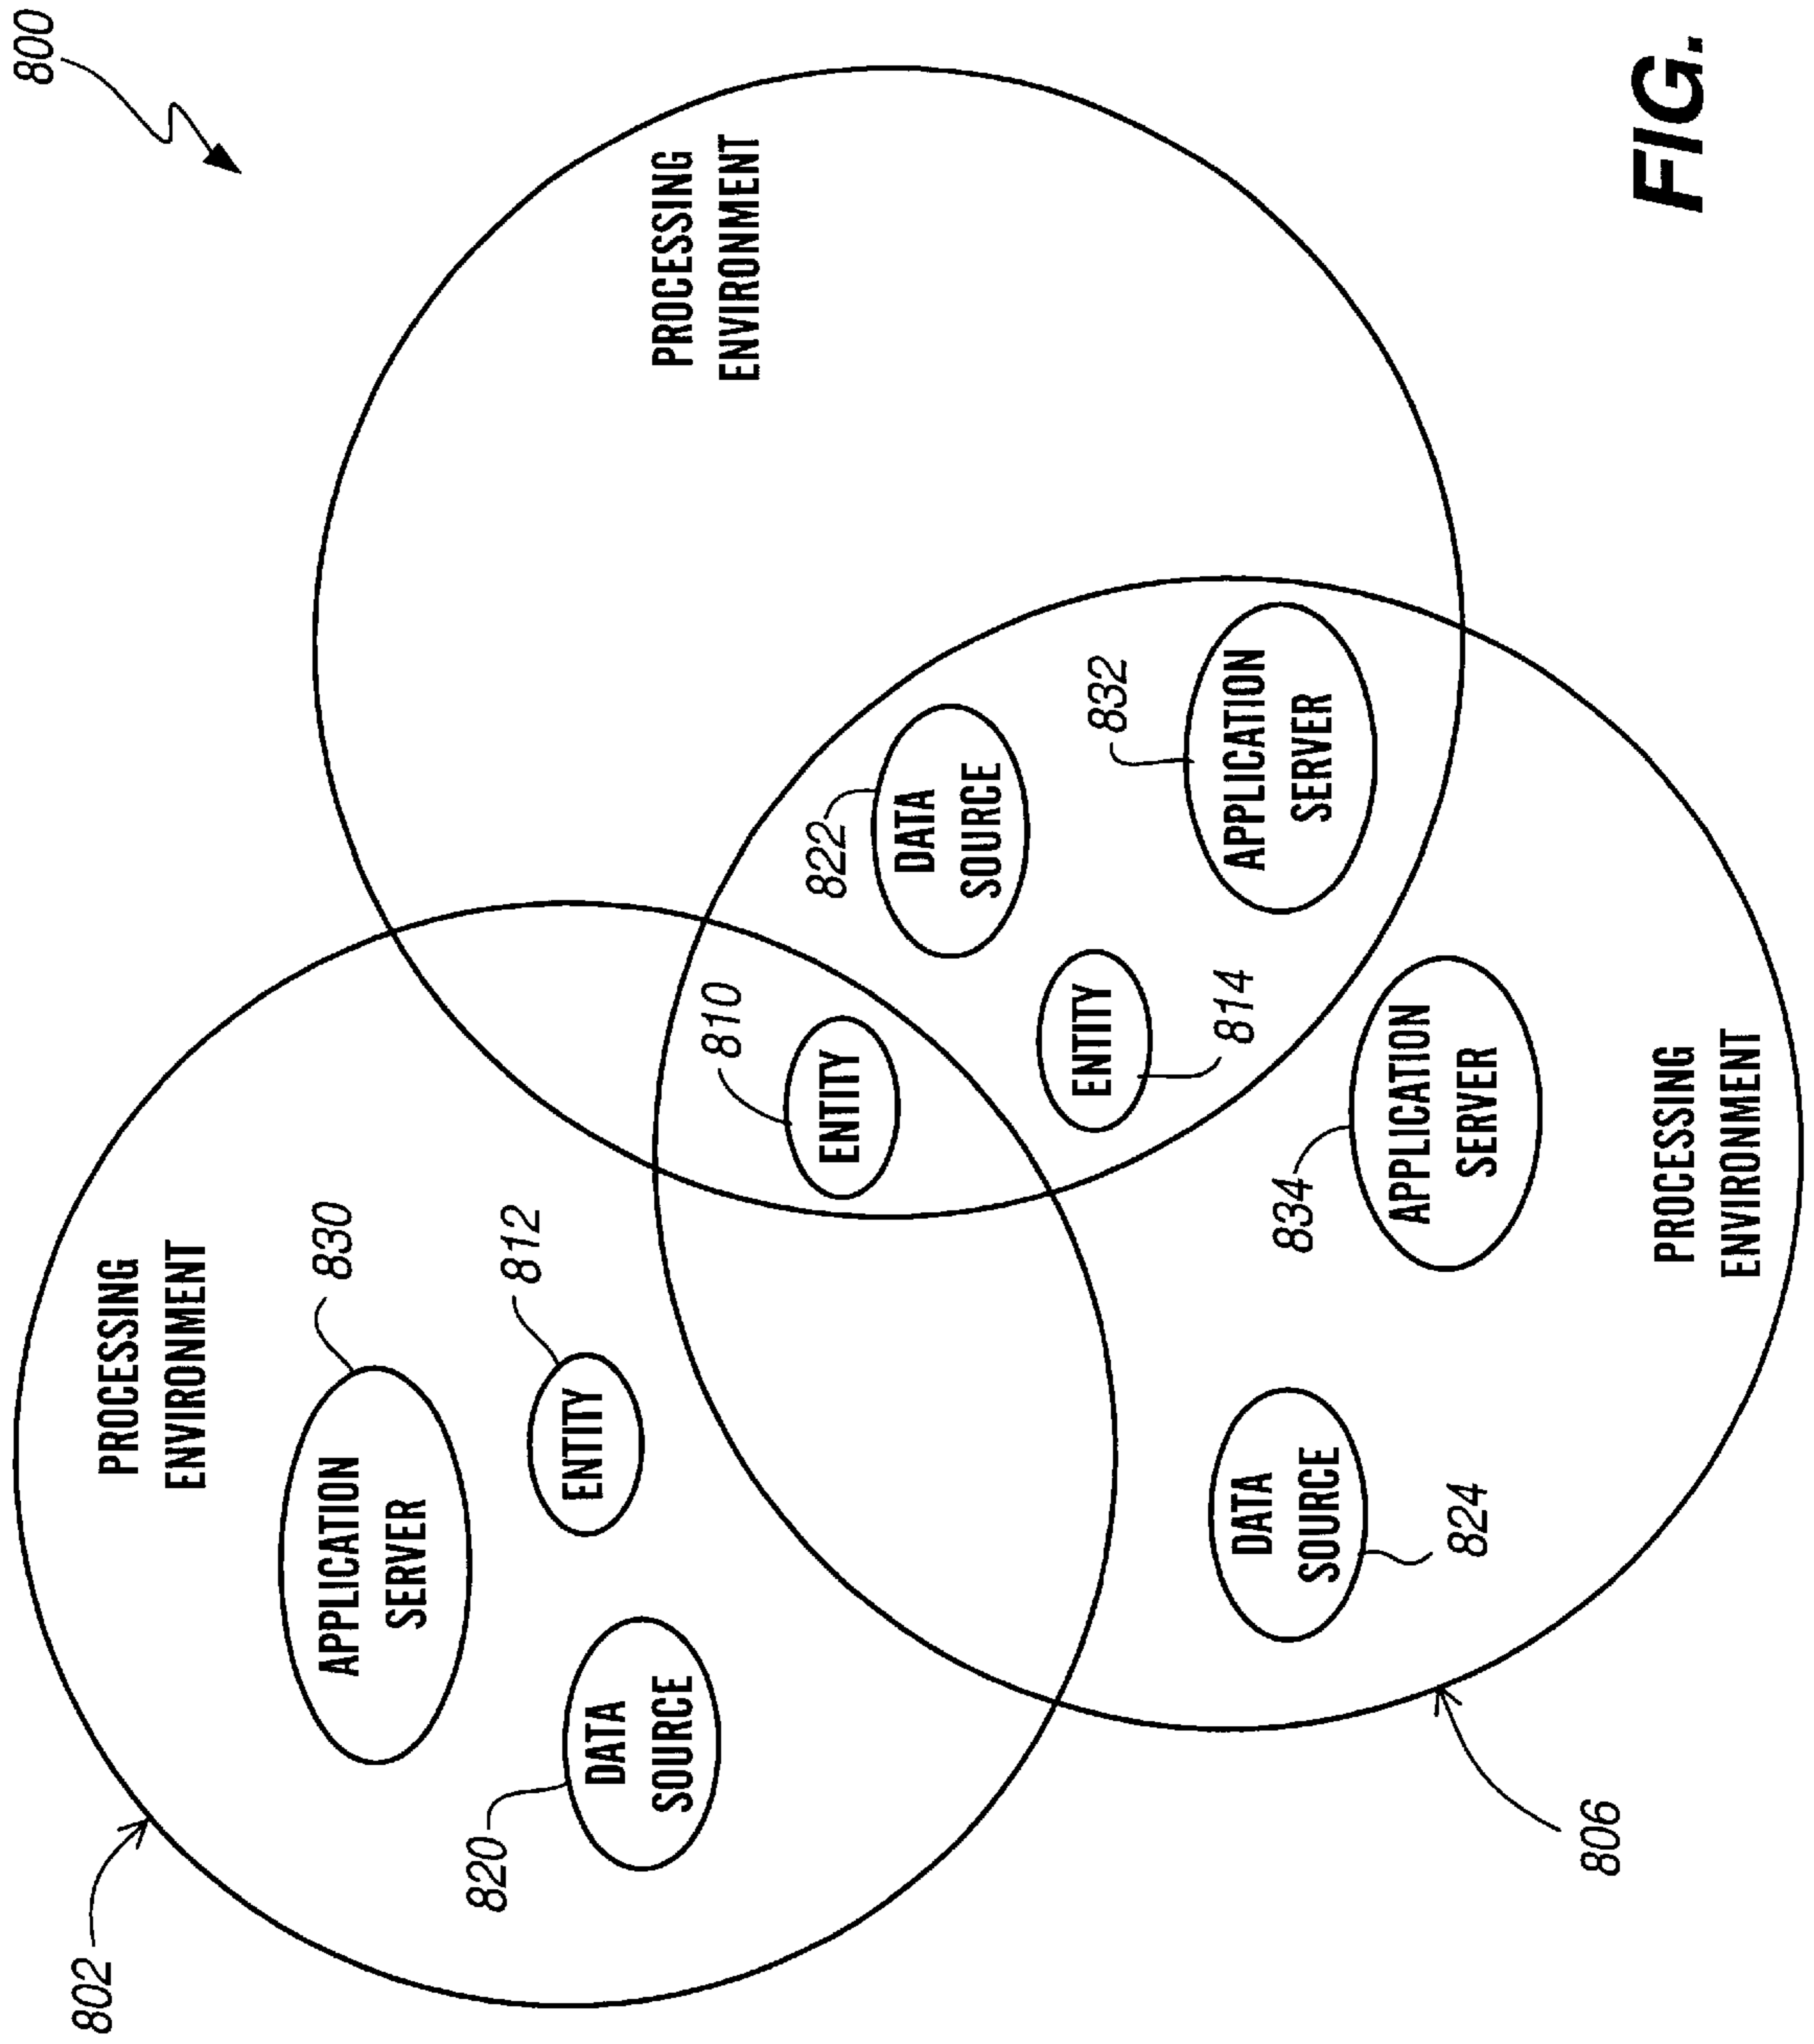 800
802
PROCESSING
ENVIRONMENT
830
APPLICATION
SERVER
812
ENTITY
820
DATA
SOURCE
PROCESSING
ENVIRONMENT
810
ENTITY
822
DATA
SOURCE
ENTITY
814
832
APPLICATION
SERVER
DATA
SOURCE
824
834
APPLICATION
SERVER
806
PROCESSING
ENVIRONMENT
FIG.